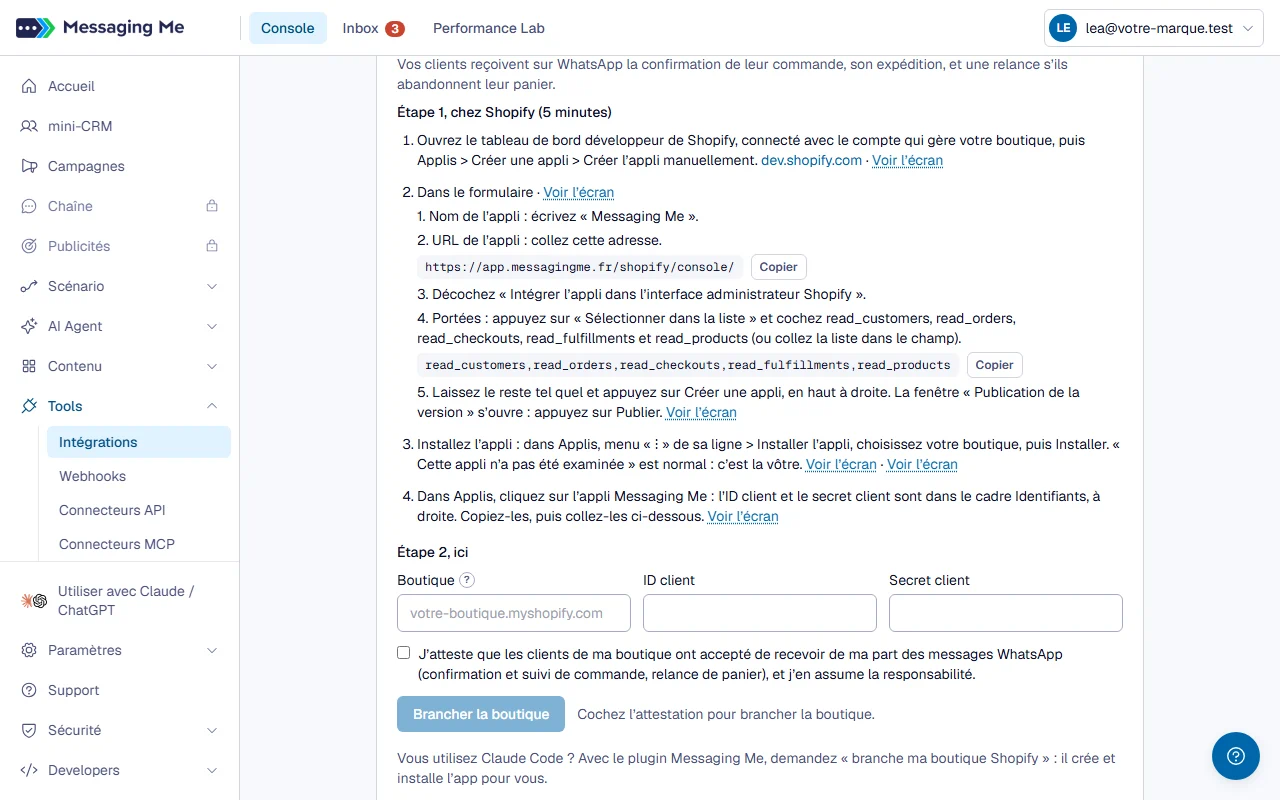 Messaging Me
Console
Inbox 3
Performance Lab
LE lea@votre-marque.test
Accueil
mini-CRM
Campagnes
Chaîne
Publicités
Scénario
AI Agent
Contenu
Tools
Intégrations
Webhooks
Connecteurs API
Connecteurs MCP
Utiliser avec Claude /
ChatGPT
Paramètres
Support
Sécurité
Developers
Vos clients reçoivent sur WhatsApp la confirmation de leur commande, son expédition, et une relance s’ils
abandonnent leur panier.
Étape 1, chez Shopify (5 minutes)
1. Ouvrez le tableau de bord développeur de Shopify, connecté avec le compte qui gère votre boutique, puis
Applis > Créer une appli > Créer l’appli manuellement. dev.shopify.com · Voir l’écran
2. Dans le formulaire · Voir l’écran
1. Nom de l’appli : écrivez « Messaging Me ».
2. URL de l’appli : collez cette adresse.
https://app.messagingme.fr/shopify/console/ Copier
3. Décochez « Intégrer l’appli dans l’interface administrateur Shopify ».
4. Portées : appuyez sur « Sélectionner dans la liste » et cochez read_customers, read_orders,
read_checkouts, read_fulfillments et read_products (ou collez la liste dans le champ).
read_customers,read_orders,read_checkouts,read_fulfillments,read_products Copier
5. Laissez le reste tel quel et appuyez sur Créer une appli, en haut à droite. La fenêtre « Publication de la
version » s’ouvre : appuyez sur Publier. Voir l’écran
3. Installez l’appli : dans Applis, menu « ⋮ » de sa ligne > Installer l’appli, choisissez votre boutique, puis Installer. «
Cette appli n’a pas été examinée » est normal : c’est la vôtre. Voir l’écran · Voir l’écran
4. Dans Applis, cliquez sur l’appli Messaging Me : l’ID client et le secret client sont dans le cadre Identifiants, à
droite. Copiez-les, puis collez-les ci-dessous. Voir l’écran
Étape 2, ici
Boutique ?
ID client
Secret client
votre-boutique.myshopify.com
J’atteste que les clients de ma boutique ont accepté de recevoir de ma part des messages WhatsApp
(confirmation et suivi de commande, relance de panier), et j’en assume la responsabilité.
Brancher la boutique
Cochez l’attestation pour brancher la boutique.
Vous utilisez Claude Code ? Avec le plugin Messaging Me, demandez « branche ma boutique Shopify » : il crée et
installe l’app pour vous.